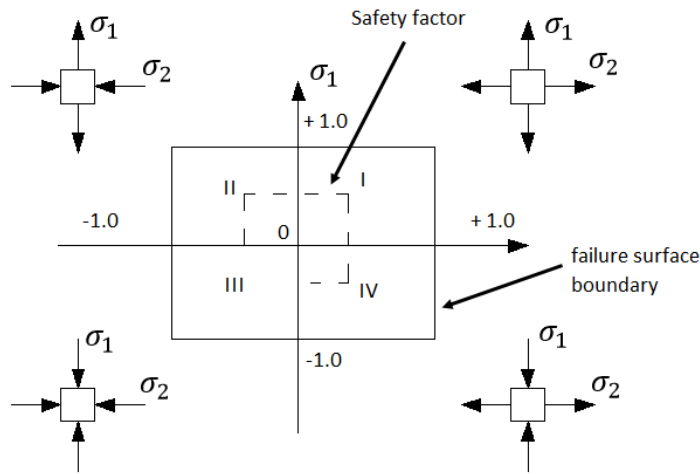 Safety factor
σ₁
σ₂
σ₁
σ₁
σ₂
+ 1.0
II
I
-1.0
0
+ 1.0
III
IV
failure surface
boundary
-1.0
σ₁
σ₂
σ₁
σ₂